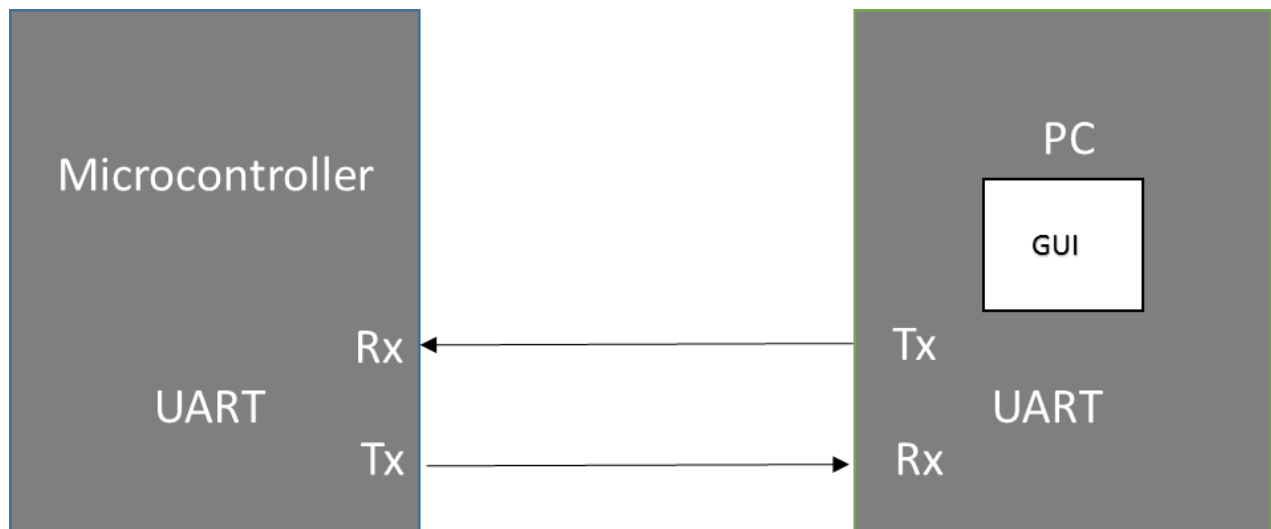 Microcontroller
Rx
UART
Tx
PC
GUI
Tx
UART
Rx